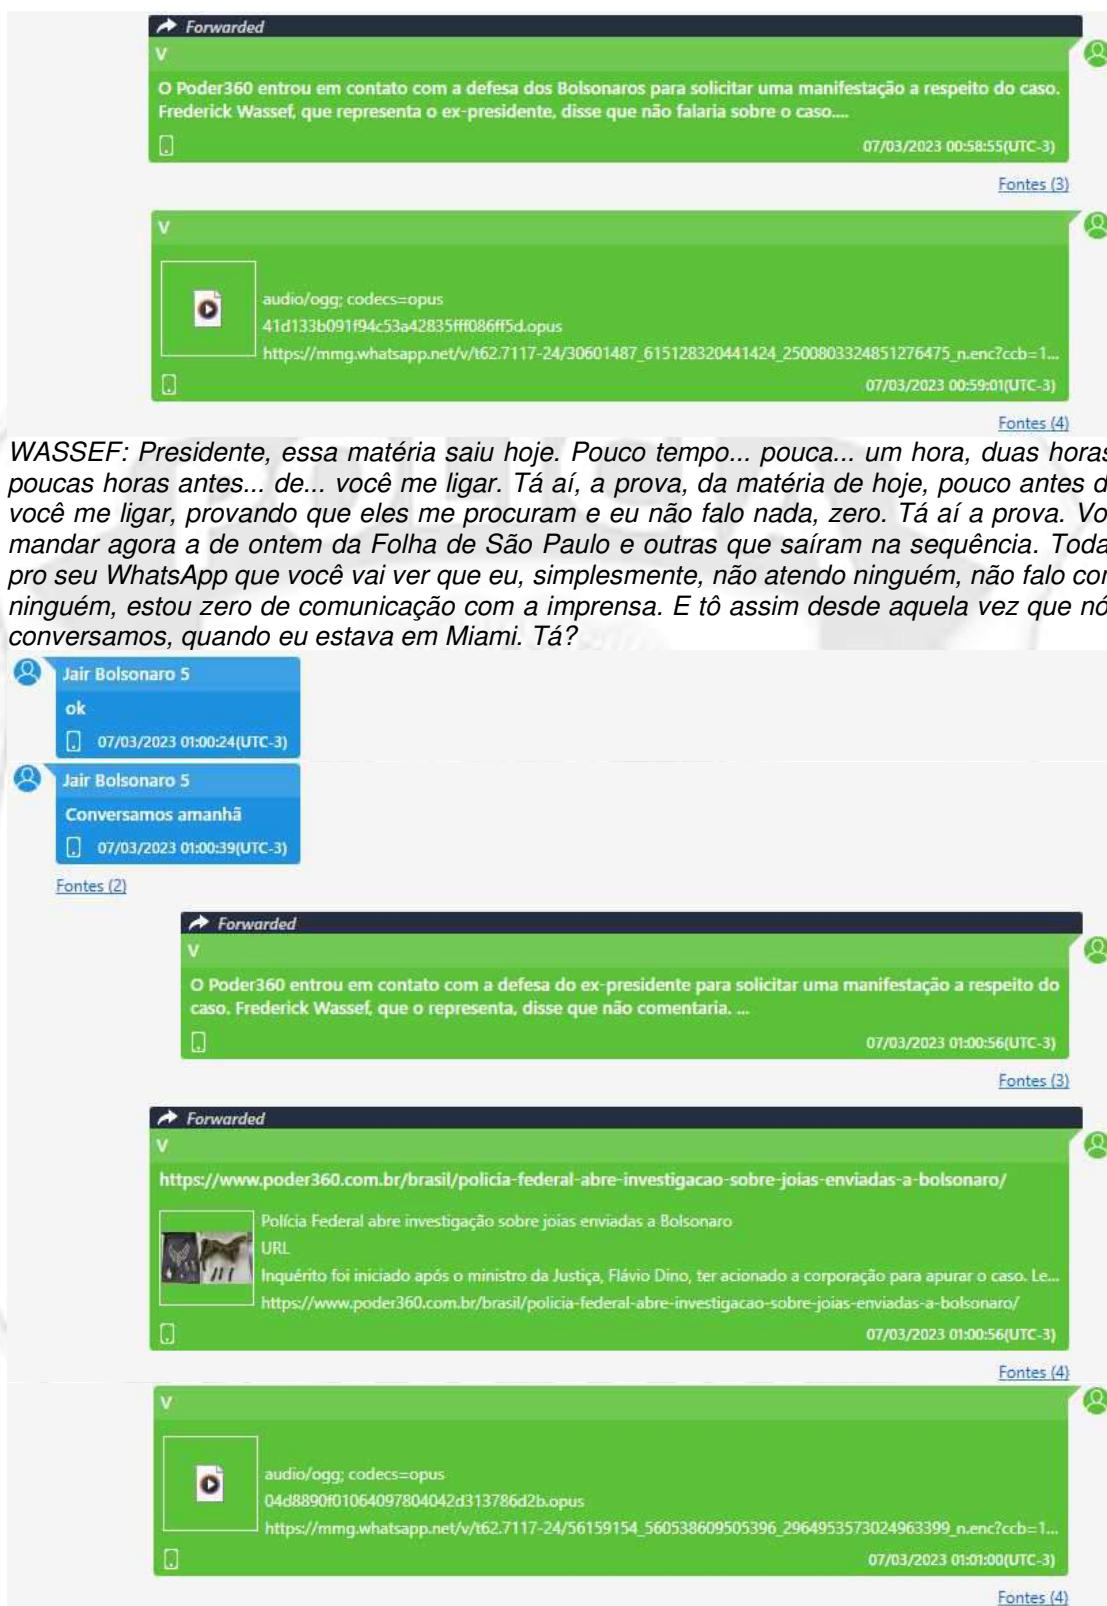 Forwarded
V
O Poder360 entrou em contato com a defesa dos Bolsonaros para solicitar uma manifestação a respeito do caso.
Frederick Wassef, que representa o ex-presidente, disse que não falaria sobre o caso....
07/03/2023 00:58:55(UTC-3)
Fontes (3)
V
audio/ogg; codecs=opus
41d133b091f94c53a42835fff086ff5d.opus
https://mmg.whatsapp.net/v/t62.7117-24/30601487_615128320441424_2500803324851276475_n.enc?ccb=1...
07/03/2023 00:59:01(UTC-3)
Fontes (4)
WASSEF: Presidente, essa matéria saiu hoje. Pouco tempo... pouca... um hora, duas horas
poucas horas antes... de... você me ligar. Tá aí, a prova, da matéria de hoje, pouco antes d
você me ligar, provando que eles me procuram e eu não falo nada, zero. Tá aí a prova. Vo
mandar agora a de ontem da Folha de São Paulo e outras que saíram na sequência. Toda
pro seu WhatsApp que você vai ver que eu, simplesmente, não atendo ninguém, não falo cor
ninguém, estou zero de comunicação com a imprensa. E tô assim desde aquela vez que nó
conversamos, quando eu estava em Miami. Tá?
Jair Bolsonaro 5
ok
07/03/2023 01:00:24(UTC-3)
Jair Bolsonaro 5
Conversamos amanhã
07/03/2023 01:00:39(UTC-3)
Fontes (2)
Forwarded
V
O Poder360 entrou em contato com a defesa do ex-presidente para solicitar uma manifestação a respeito do
caso. Frederick Wassef, que o representa, disse que não comentaria. ...
07/03/2023 01:00:56(UTC-3)
Fontes (3)
Forwarded
V
https://www.poder360.com.br/brasil/policia-federal-abre-investigacao-sobre-joias-enviadas-a-bolsonaro/
Polícia Federal abre investigação sobre joias enviadas a Bolsonaro
URL
Inquérito foi iniciado após o ministro da Justiça, Flávio Dino, ter acionado a corporação para apurar o caso. Le...
https://www.poder360.com.br/brasil/policia-federal-abre-investigacao-sobre-joias-enviadas-a-bolsonaro/
07/03/2023 01:00:56(UTC-3)
Fontes (4)
V
audio/ogg; codecs=opus
04d8890f01064097804042d313786d2b.opus
https://mmg.whatsapp.net/v/t62.7117-24/56159154_560538609505396_2964953573024963399_n.enc?ccb=1...
07/03/2023 01:01:00(UTC-3)
Fontes (4)